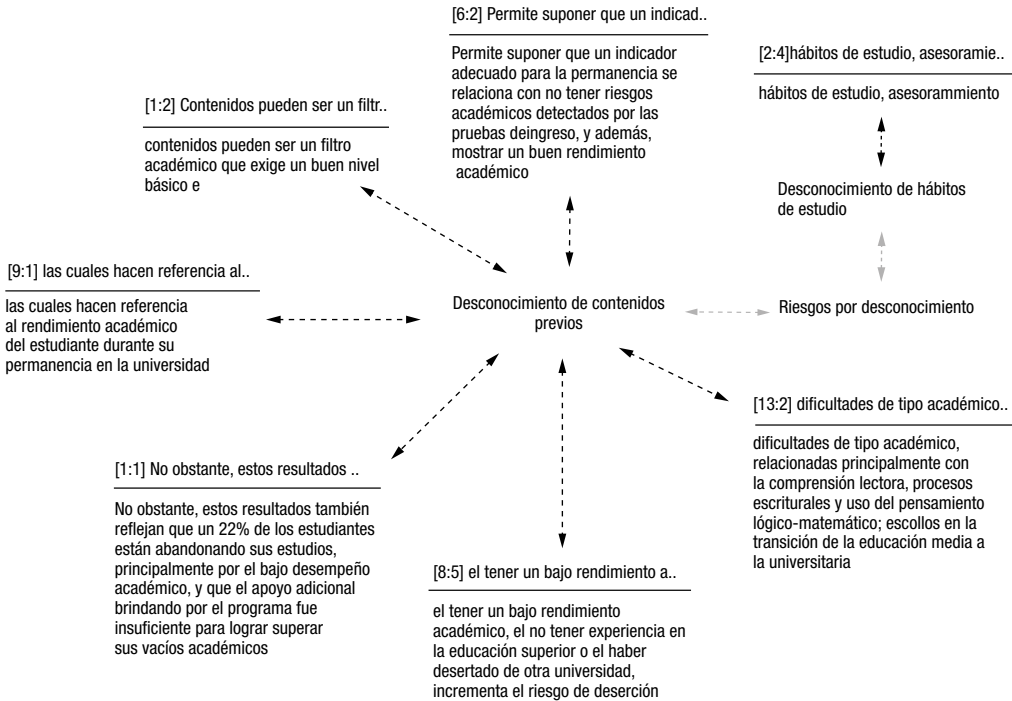 [6:2] Permite suponer que un indicad..
Permite suponer que un indicador
adecuado para la permanencia se
relaciona con no tener riesgos
académicos detectados por las
pruebas deingreso, y además,
mostrar un buen rendimiento
académico
[2:4]hábitos de estudio, asesoramie..
hábitos de estudio, asesorammiento
[1:2] Contenidos pueden ser un filtr..
contenidos pueden ser un filtro
académico que exige un buen nivel
básico e
Desconocimiento de hábitos
de estudio
[9:1] las cuales hacen referencia al..
las cuales hacen referencia
al rendimiento académico
del estudiante durante su
permanencia en la universidad
Desconocimiento de contenidos
previos
Riesgos por desconocimiento
[13:2] dificultades de tipo académico..
dificultades de tipo académico,
relacionadas principalmente con
la comprensión lectora, procesos
escriturales y uso del pensamiento
lógico-matemático; escollos en la
transición de la educación media a
la universitaria
[1:1] No obstante, estos resultados ..
No obstante, estos resultados también
reflejan que un 22% de los estudiantes
están abandonando sus estudios,
principalmente por el bajo desempeño
académico, y que el apoyo adicional
brindando por el programa fue
insuficiente para lograr superar
sus vacíos académicos
[8:5] el tener un bajo rendimiento a..
el tener un bajo rendimiento
académico, el no tener experiencia en
la educación superior o el haber
desertado de otra universidad,
incrementa el riesgo de deserción